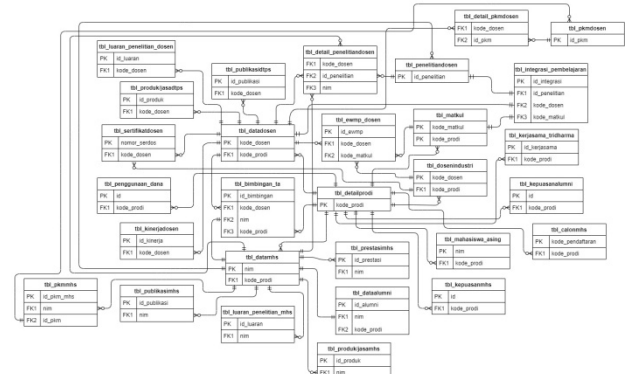 tbl_detail_pkmdosen
FK1 kode_dosen
FK2 id_pkm
tbl_pkmdosen
PK id_pkm
tbl_luaran_penelitian_dosen
PK id_luaran
FK1 kode_dosen
tbl_publikasidtps
PK id_publikasi
FK1 kode_dosen
tbl_detail_penelitiandosen
FK1 kode_dosen
FK2 id_penelitian
FK3 nim
tbl_penelitiandosen
PK id_penelitian
tbl_integrasi_pembelajaran
PK id_integrasi
FK1 id_penelitian
FK2 kode_dosen
FK3 kode_matkul
tbl_produkjasadtps
PK id_produk
FK1 kode_dosen
tbl_sertifikatdosen
PK nomor_serdos
FK1 kode_dosen
tbl_datadosen
PK kode_dosen
FK1 kode_prodi
tbl_ewmp_dosen
PK id_ewmp
FK1 kode_dosen
FK2 kode_matkul
tbl_matkul
PK kode_matkul
PK kode_prodi
tbl_kerjasama_tridharma
PK id_kerjasama
FK1 kode_prodi
tbl_dosenindustri
PK kode_dosen
FK1 kode_prodi
tbl_penggunaan_dana
PK id
FK1 kode_prodi
tbl_bimbingan_ta
PK id_bimbingan
FK1 kode_dosen
FK2 nim
FK3 kode_prodi
tbl_detailprodi
PK kode_prodi
tbl_kepuasanalumni
PK id
FK1 kode_prodi
tbl_kinerjadosen
PK id_kinerja
FK1 kode_dosen
tbl_datamhs
PK nim
FK1 kode_prodi
tbl_prestasimhs
PK id_prestasi
FK1 nim
tbl_mahasiswa_asing
PK nim
FK1 kode_prodi
tbl_calonmhs
PK kode_pendaftaran
FK1 kode_prodi
tbl_pkmmhs
PK id_pkm_mhs
FK1 nim
FK2 id_pkm
tbl_publikasimhs
PK id_publikasi
FK1 nim
tbl_luaran_penelitian_mhs
PK id_luaran
FK1 nim
tbl_dataalumni
PK id_alumni
FK1 nim
FK2 kode_prodi
tbl_kepuasanmhs
PK id
FK1 kode_prodi
tbl_produkjasamhs
PK id_produk
FK1 nim